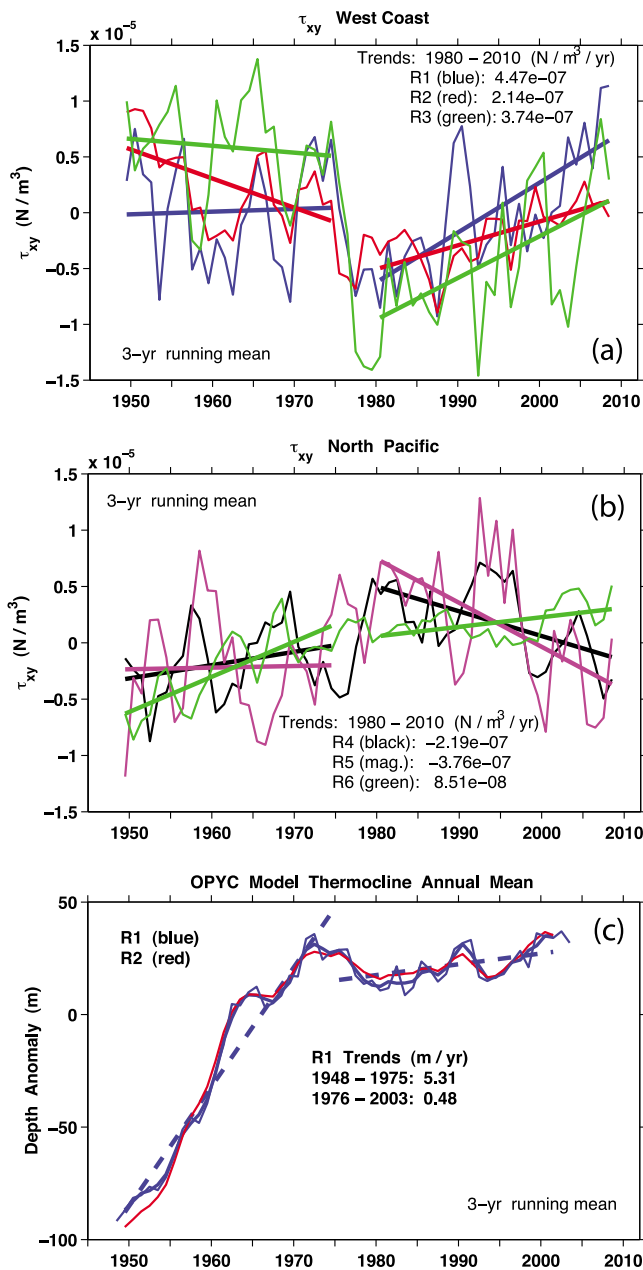 τxy West Coast
x 10⁻⁵
Trends: 1980 – 2010 (N / m³ / yr)
R1 (blue): 4.47e-07
R2 (red): 2.14e-07
R3 (green): 3.74e-07
1.5
1
0.5
0
−0.5
−1
−1.5
τxy (N / m³)
3−yr running mean
(a)
1950 1960 1970 1980 1990 2000 2010
τxy North Pacific
x 10⁻⁵
3−yr running mean
(b)
1.5
1
0.5
0
−0.5
−1
−1.5
τxy (N / m³)
Trends: 1980 – 2010 (N / m³/ yr)
R4 (black): −2.19e-07
R5 (mag.): −3.76e-07
R6 (green): 8.51e-08
1950 1960 1970 1980 1990 2000 2010
OPYC Model Thermocline Annual Mean
R1 (blue)
R2 (red)
(c)
50
0
−50
−100
Depth Anomaly (m)
R1 Trends (m / yr)
1948 – 1975: 5.31
1976 – 2003: 0.48
3−yr running mean
1950 1960 1970 1980 1990 2000 2010